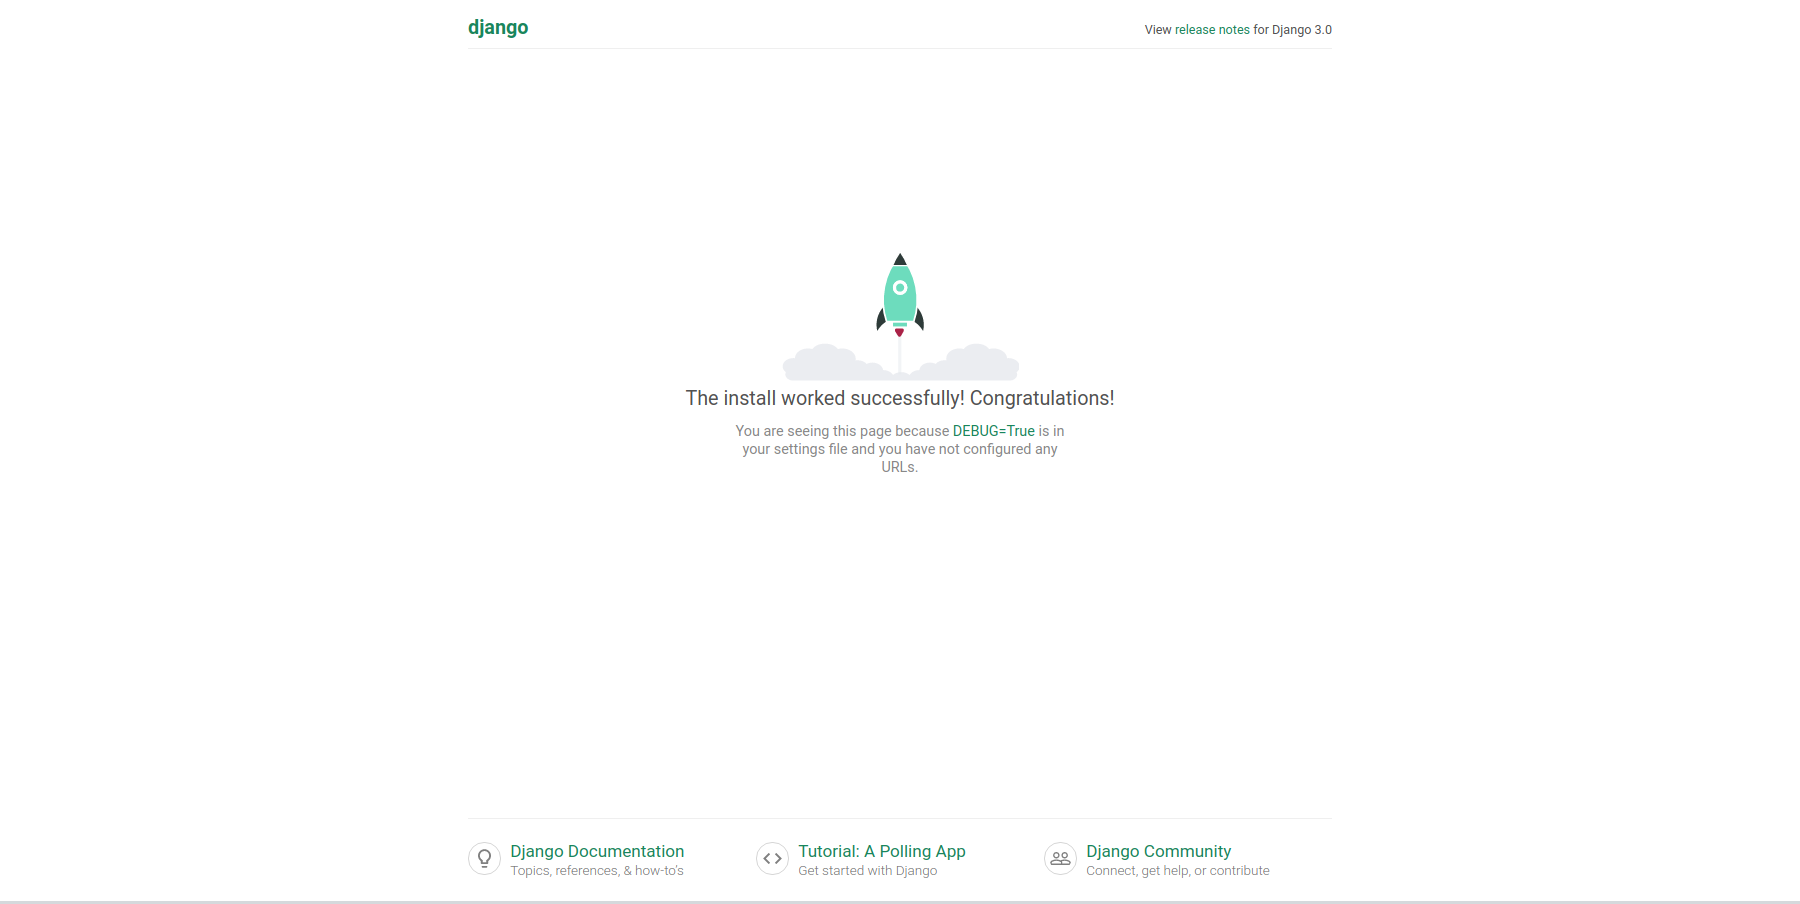 django
View release notes for Django 3.0
The install worked successfully! Congratulations!
You are seeing this page because DEBUG=True is in
your settings file and you have not configured any
URLs.
Django Documentation
Topics, references, & how-to's
Tutorial: A Polling App
Get started with Django
Django Community
Connect, get help, or contribute